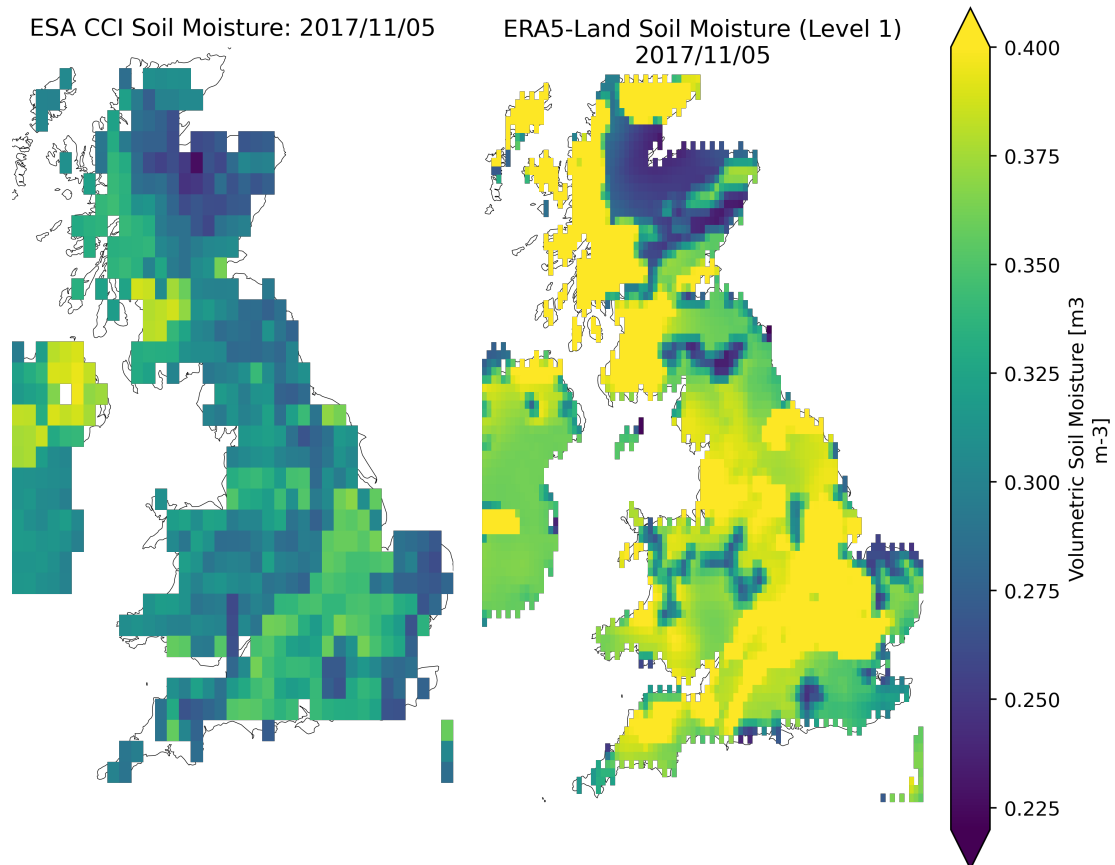 ESA CCI Soil Moisture: 2017/11/05
ERA5-Land Soil Moisture (Level 1)
2017/11/05
0.400
0.375
0.350
0.325
0.300
0.275
0.250
0.225
Volumetric Soil Moisture [m3
m-3]